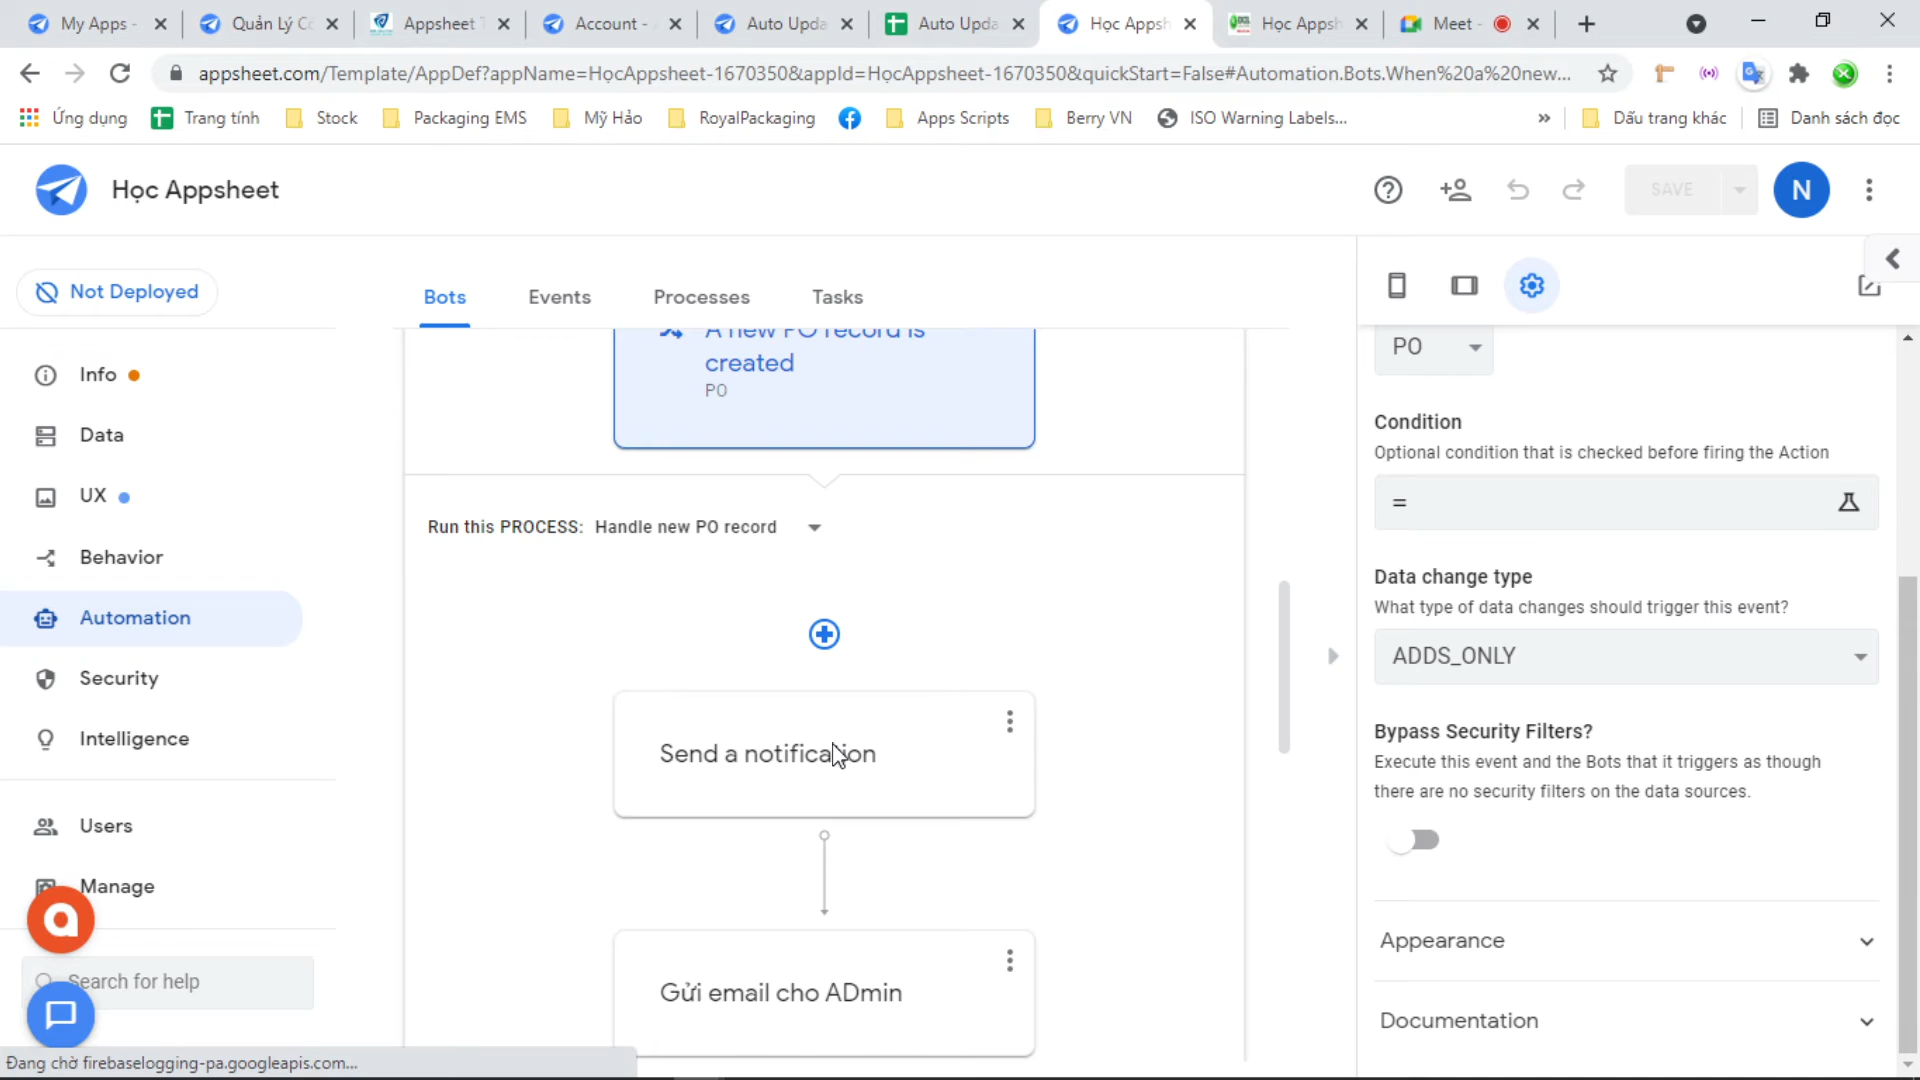 My Apps -
Quản Lý Cô
Appsheet T
Account - A
Auto Upda
Auto Upda
Học Appsh
Học Appsh
Meet -
appsheet.com/Template/AppDef?appName=HọcAppsheet-1670350&appId=HọcAppsheet-1670350&quickStart=False#Automation.Bots.When%20a%20new...
Ứng dụng
Trang tính
Stock
Packaging EMS
Mỹ Hảo
RoyalPackaging
Apps Scripts
Berry VN
ISO Warning Labels...
»
Dấu trang khác
Danh sách đọc
Học Appsheet
SAVE
N
Not Deployed
Info
Data
UX
Behavior
Automation
Security
Intelligence
Users
Manage
Search for help
Đang chờ firebaselogging-pa.googleapis.com...
Bots
Events
Processes
Tasks
A new PO record is
created
PO
Run this PROCESS: Handle new PO record
Send a notification
Gửi email cho ADmin
PO
Condition
Optional condition that is checked before firing the Action
=
Data change type
What type of data changes should trigger this event?
ADDS_ONLY
Bypass Security Filters?
Execute this event and the Bots that it triggers as though
there are no security filters on the data sources.
Appearance
Documentation